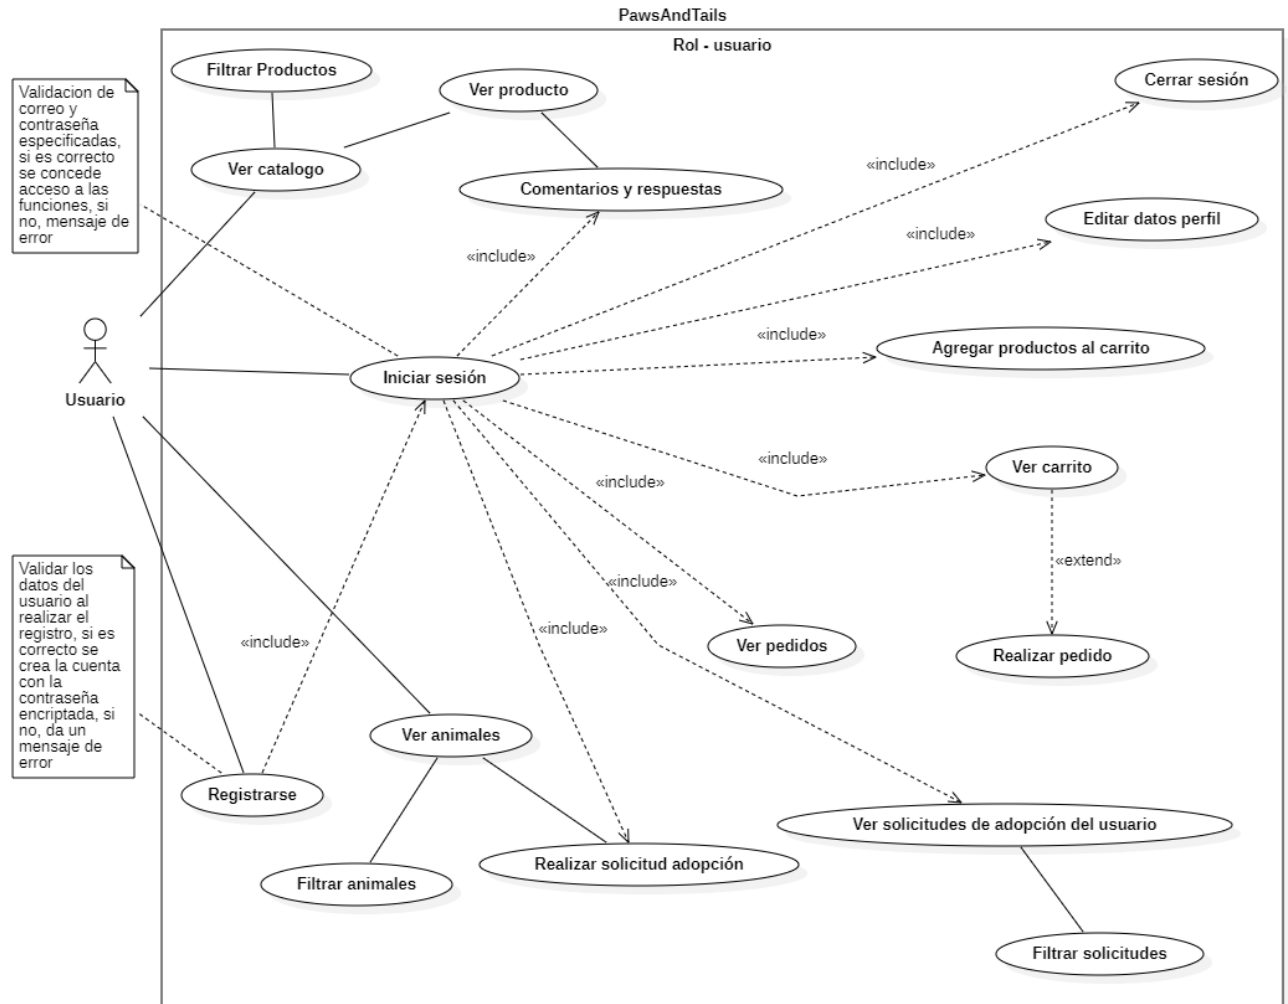 PawsAndTails
Rol - usuario
Filtrar Productos
Ver producto
Cerrar sesión
Validacion de
correo y
contraseña
especificadas,
si es correcto
se concede
acceso a las
funciones, si
no, mensaje de
error
Ver catalogo
Comentarios y respuestas
«include»
Editar datos perfil
«include»
«include»
Usuario
Iniciar sesión
«include»
Agregar productos al carrito
«include»
Ver carrito
«include»
«extend»
«include»
«include»
«include»
Validar los
datos del
usuario al
realizar el
registro, si es
correcto se
crea la cuenta
con la
contraseña
encriptada, si
no, da un
mensaje de
error
Ver pedidos
Realizar pedido
Ver animales
Registrarse
Ver solicitudes de adopción del usuario
Realizar solicitud adopción
Filtrar animales
Filtrar solicitudes